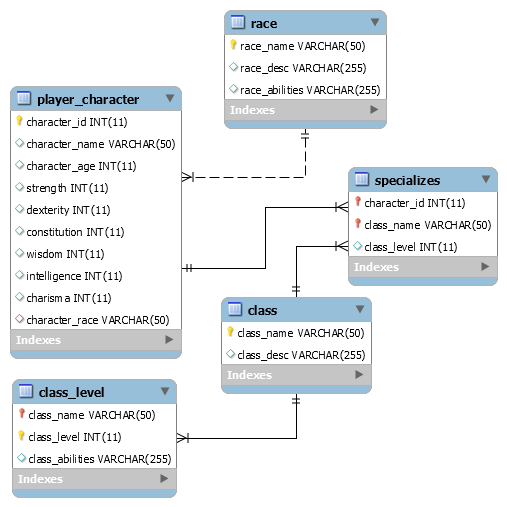 race
race_name VARCHAR(50)
race_desc VARCHAR(255)
race_abilities VARCHAR(255)
Indexes
player_character
character_id INT(11)
character_name VARCHAR(50)
character_age INT(11)
strength INT(11)
dexterity INT(11)
constitution INT(11)
wisdom INT(11)
intelligence INT(11)
charisma INT(11)
character_race VARCHAR(50)
Indexes
specializes
character_id INT(11)
class_name VARCHAR(50)
class_level INT(11)
Indexes
class
class_name VARCHAR(50)
class_desc VARCHAR(255)
Indexes
class_level
class_name VARCHAR(50)
class_level INT(11)
class_abilities VARCHAR(255)
Indexes